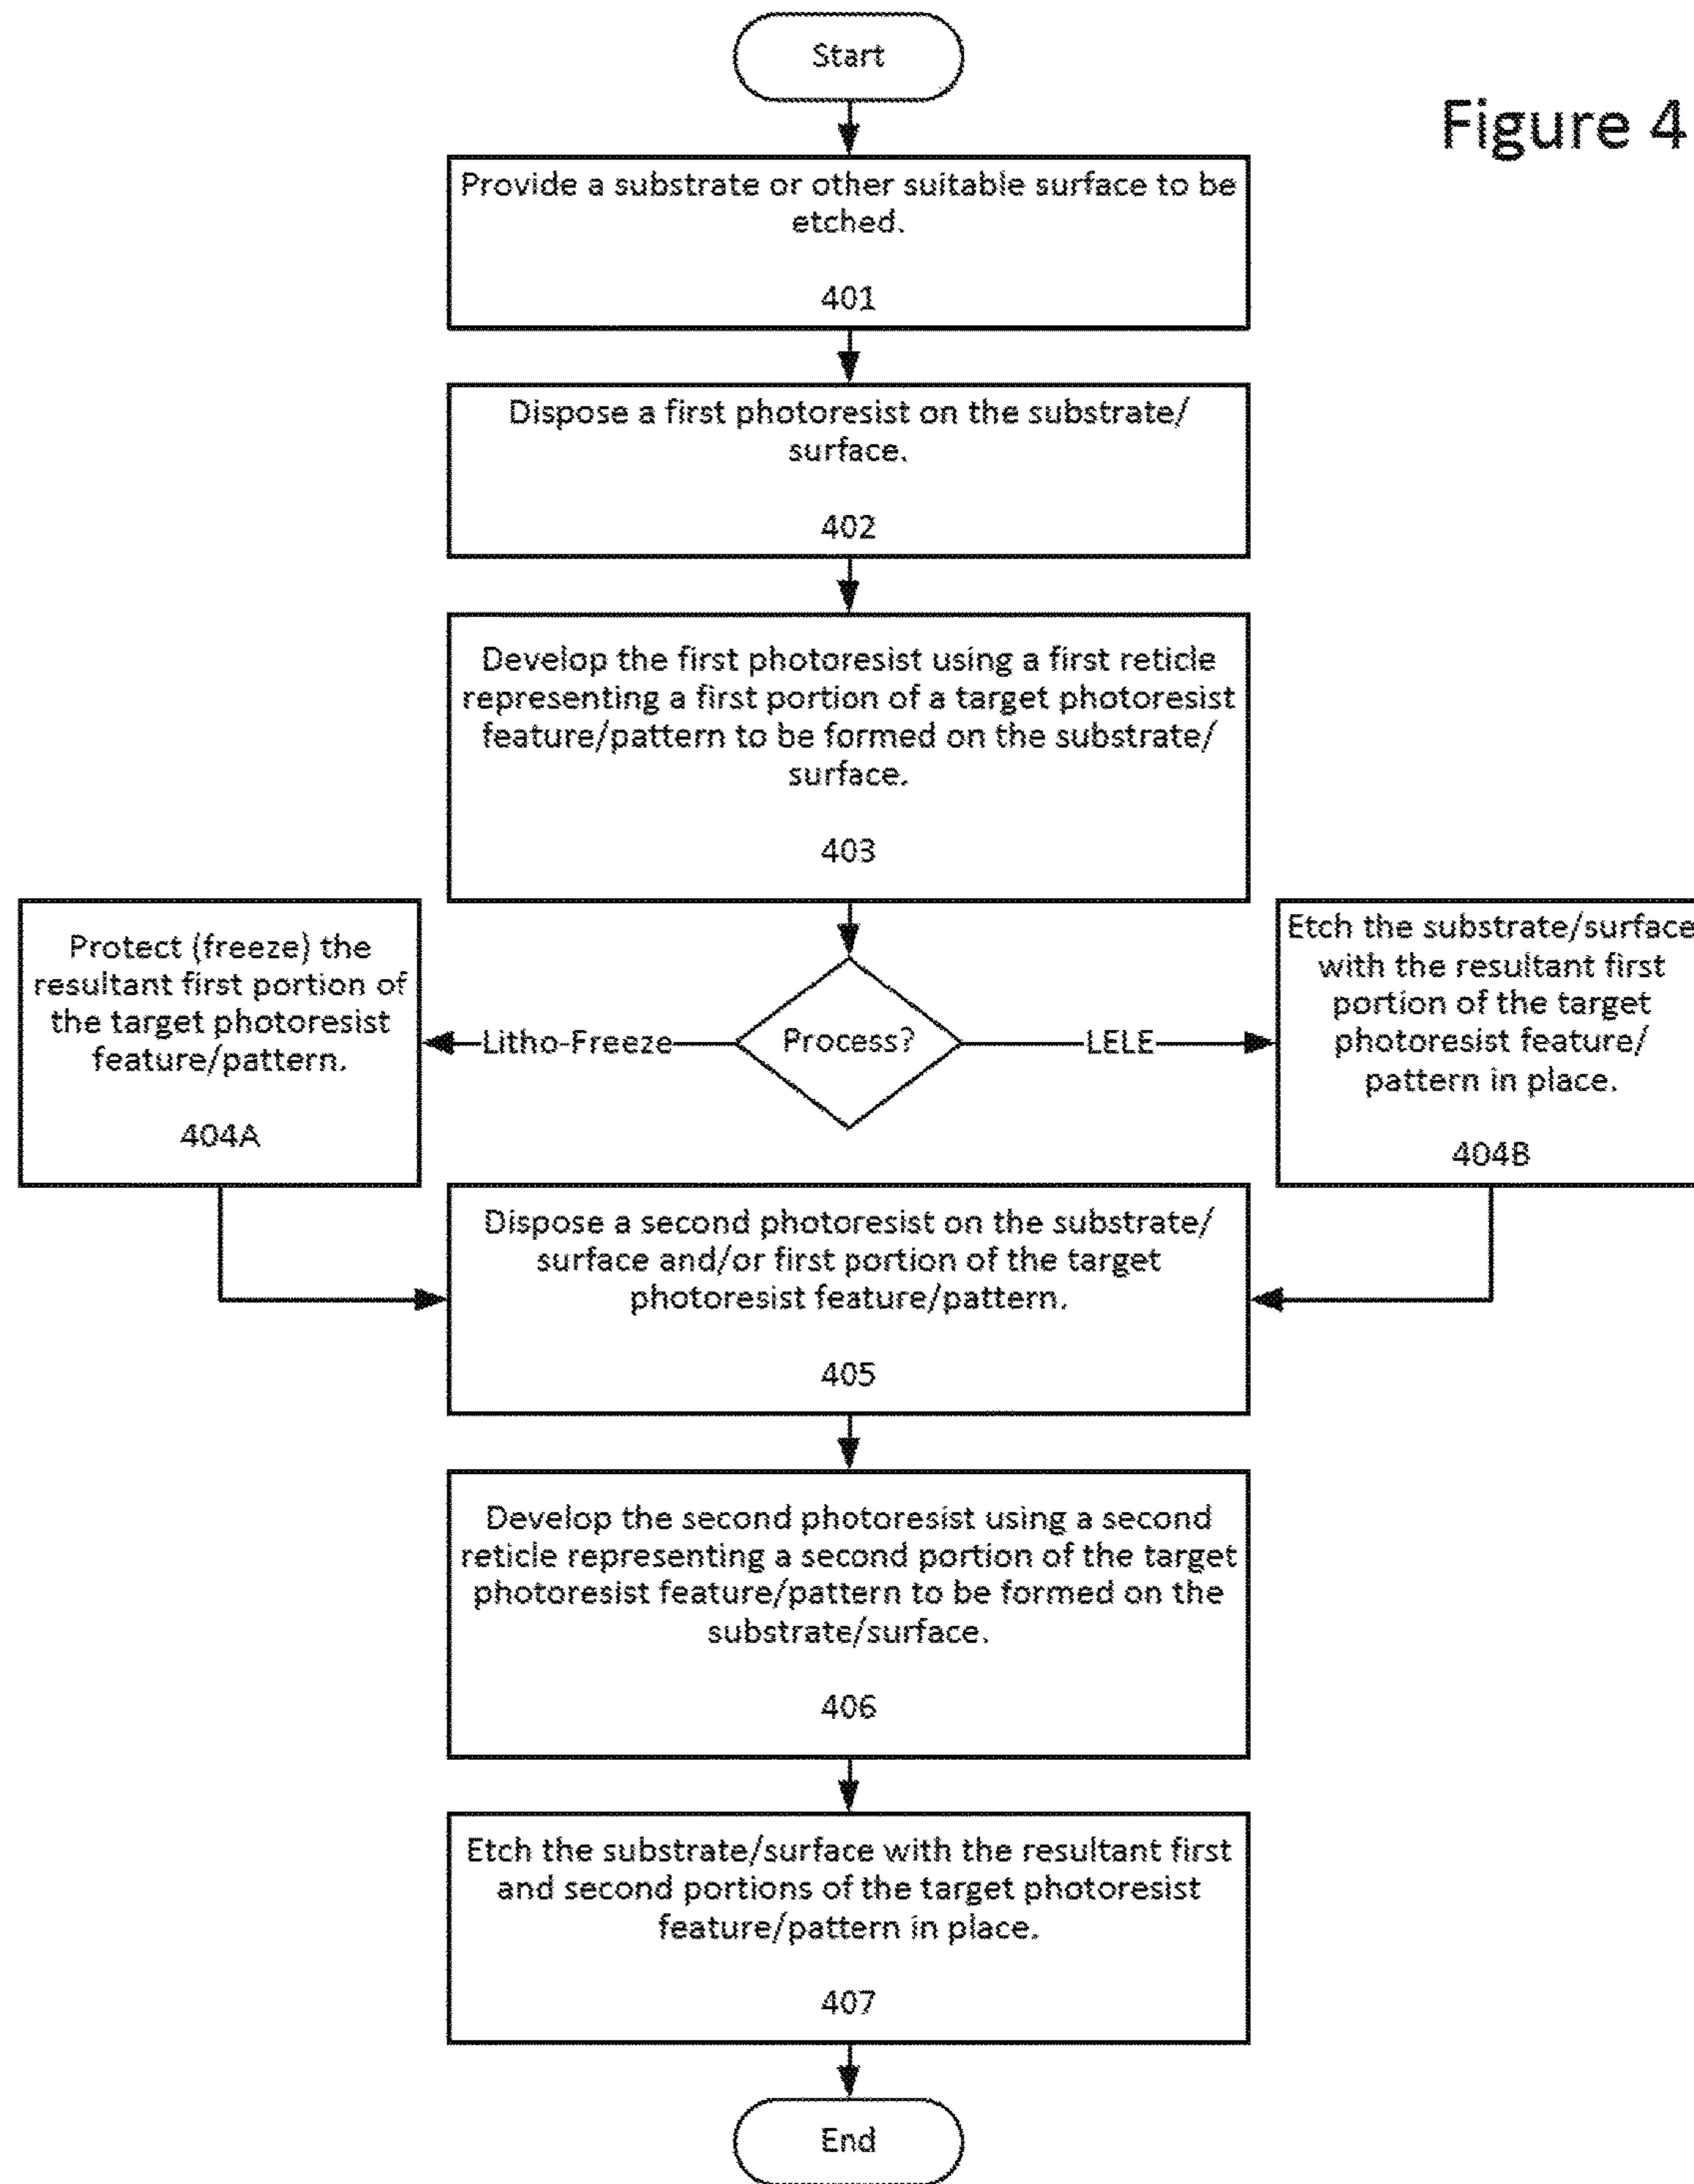 Start
Figure 4
Provide a substrate or other suitable surface to be
etched.
401
Dispose a first photoresist on the substrate/
surface.
402
Develop the first photoresist using a first reticle
representing a first portion of a target photoresist
feature/pattern to be formed on the substrate/
surface.
403
Protect (freeze) the
resultant first portion of
the target photoresist
feature/pattern.
404A
Litho-Freeze
Process?
LELE
Etch the substrate/surface
with the resultant first
portion of the target
photoresist feature/
pattern in place.
404B
Dispose a second photoresist on the substrate/
surface and/or first portion of the target
photoresist feature/pattern.
405
Develop the second photoresist using a second
reticle representing a second portion of the target
photoresist feature/pattern to be formed on the
substrate/surface.
406
Etch the substrate/surface with the resultant first
and second portions of the target photoresist
feature/pattern in place.
407
End